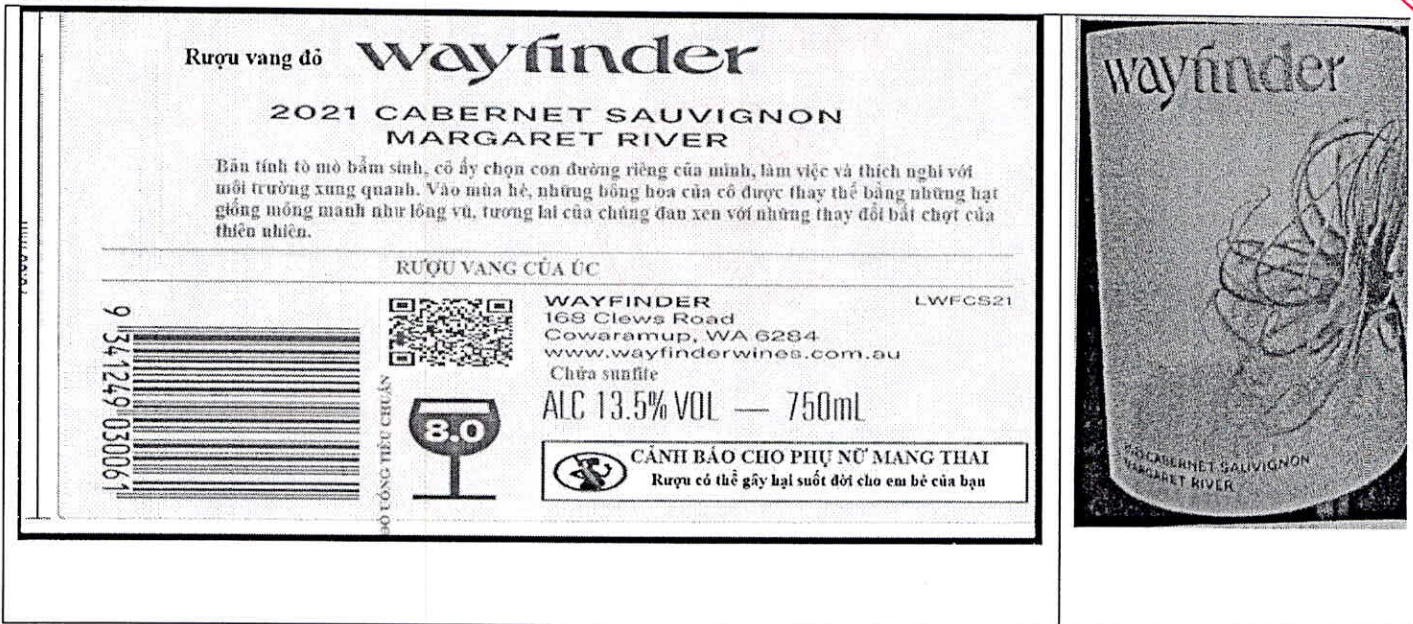 Rượu vang đỏ wayfinder
2021 CABERNET SAUVIGNON
MARGARET RIVER
Bản tính tò mò bẩm sinh, cô ấy chọn con đường riêng của mình, làm việc và thích nghi với
môi trường xung quanh. Vào mùa hè, những bông hoa của cô được thay thế bằng những hạt
giống mỏng manh như lông vũ, tương lai của chúng đan xen với những thay đổi bất chợt của
thiên nhiên.
RƯỢU VANG CỦA ÚC
WAYFINDER
LWFCS21
168 Clews Road
Cowaramup, WA 6284
www.wayfinderwines.com.au
Chứa sunfite
ALC 13.5% VOL — 750mL
9 341249 030061
ĐỒ UỐNG TIÊU CHUẨN
8.0
CẢNH BÁO CHO PHỤ NỮ MANG THAI
Rượu có thể gây hại suốt đời cho em bé của bạn
wayfinder
CABERNET SAUVIGNON
MARGARET RIVER